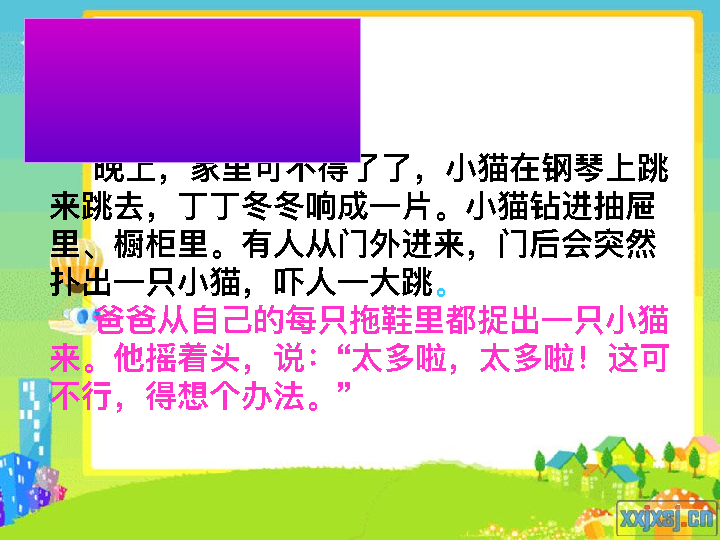 晚上，家里可不得了了，小猫在钢琴上跳
来跳去，丁丁冬冬响成一片。小猫钻进抽屉
里、橱柜里。有人从门外进来，门后会突然
扑出一只小猫，吓人一大跳。
爸爸从自己的每只拖鞋里都捉出一只小猫
来。他摇着头，说：“太多啦，太多啦！这可
不行，得想个办法。”
xxjxsj.cn